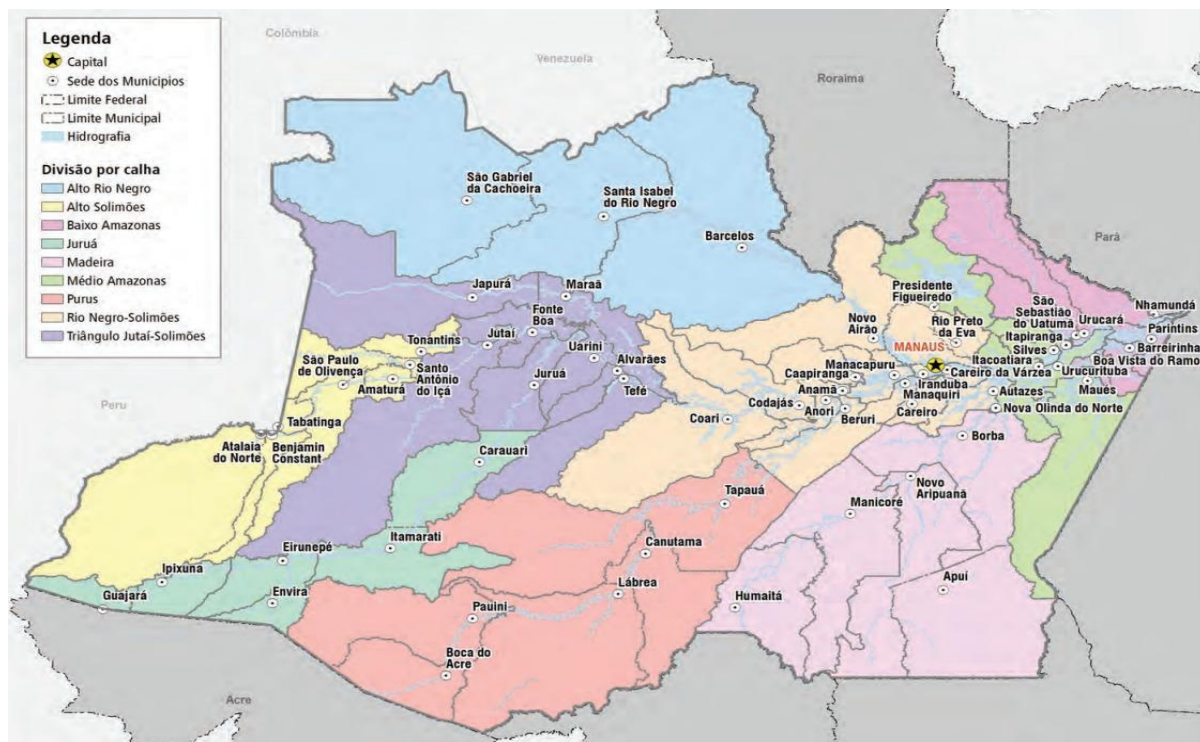 Legenda
Capital
Sede dos Municipios
Limite Federal
Limite Municipal
Hidrografia
Divisão por calha
Alto Rio Negro
Alto Solimões
Baixo Amazonas
Juruá
Madeira
Médio Amazonas
Purus
Rio Negro-Solimões
Triângulo Jutaí-Solimões
Colômbia
Venezuela
Roraima
Pará
Peru
Acre
São Gabriel
da Cachoeira
Santa Isabel
do Rio Negro
Barcelos
Japurá
Maraã
Fonte
Boa
Jutaí
Tonantins
Uarini
Alvarães
Tefé
Juruá
São Paulo
de Olivença
Amaturá
Santo
Antônio
do Içá
Tabatinga
Atalaia
do Norte
Benjamin
Constant
Carauari
Itamarati
Eirunepé
Ipixuna
Guajará
Envira
Pauini
Boca do
Acre
Lábrea
Canutama
Tapauá
Coari
Codajás
Anori
Anamã
Caapiranga
Beruri
Manacapuru
Novo
Airão
MANAUS
Presidente
Figueiredo
Rio Preto
da Eva
Iranduba
Manaquiri
Careiro
Careiro da Várzea
Itacoatiara
Autazes
Nova Olinda do Norte
Silves
Itapiranga
São
Sebastião
do Uatumã
Urucará
Nhamundá
Parintins
Barreirinha
Boa Vista do Ramo
Urucurituba
Maués
Borba
Novo
Aripuanã
Manicoré
Humaitá
Apuí